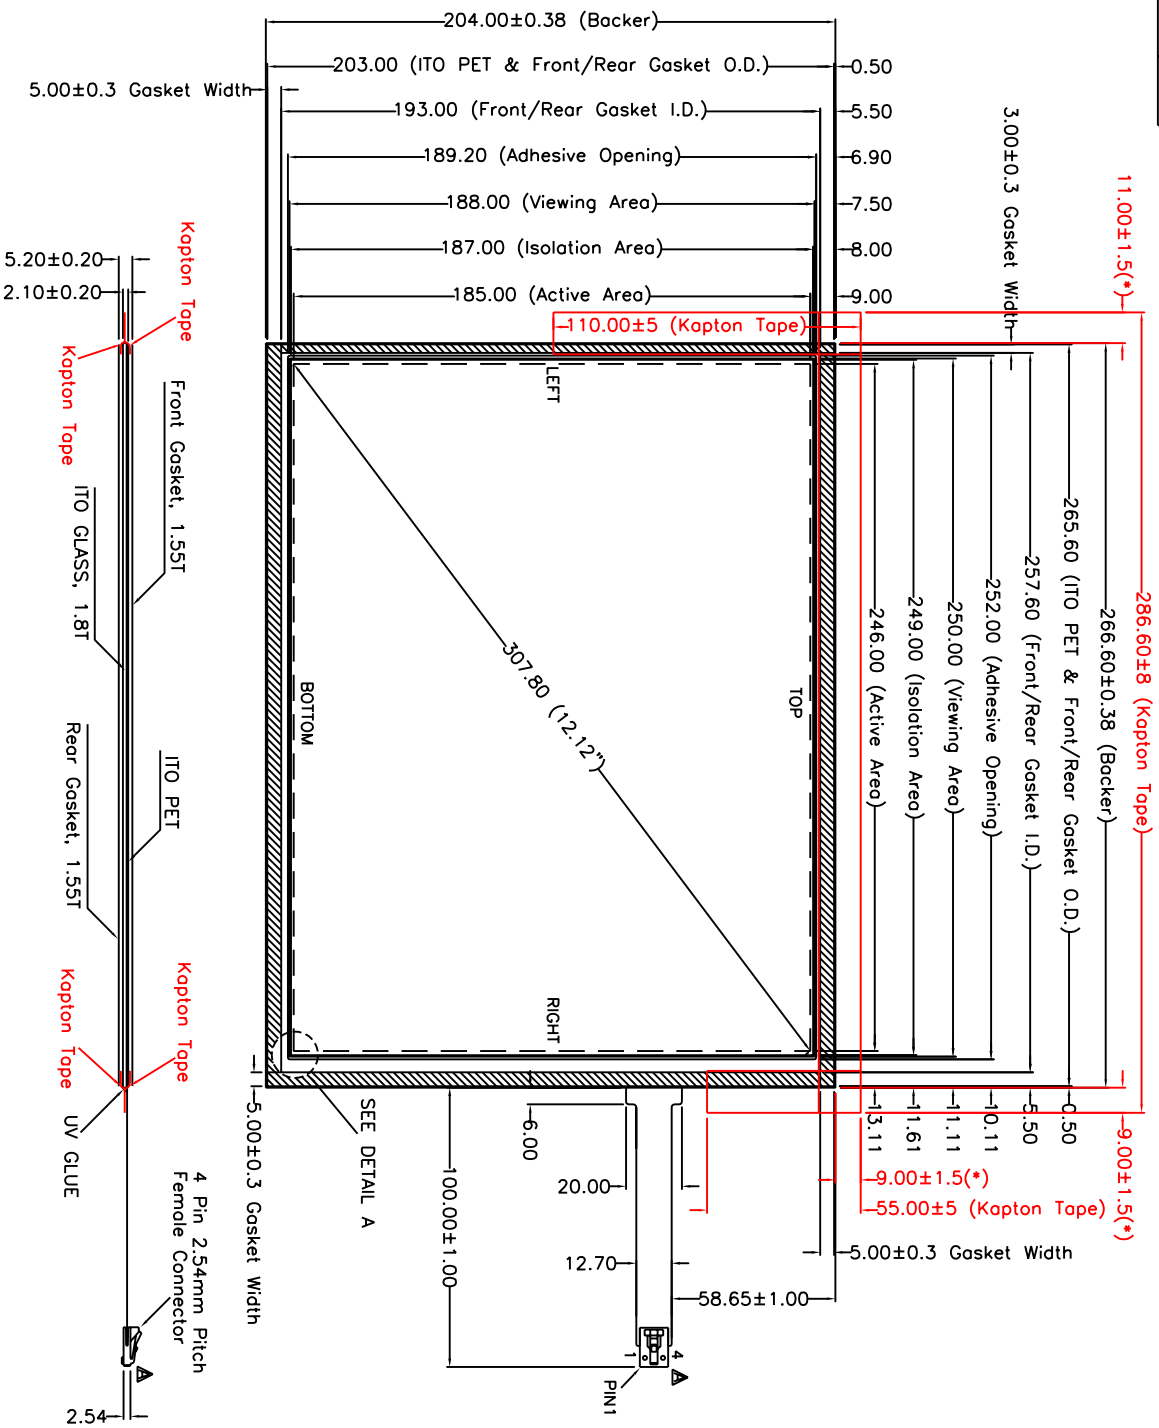 204.00±0.38 (Backer)
203.00 (ITO PET & Front/Rear Gasket O.D.)
0.50
5.00±0.3 Gasket Width
193.00 (Front/Rear Gasket I.D.)
5.50
189.20 (Adhesive Opening)
6.90
188.00 (Viewing Area)
7.50
187.00 (Isolation Area)
8.00
185.00 (Active Area)
9.00
3.00±0.3 Gasket Width
11.00±1.5(*)
110.00±5 (Kapton Tape)
5.20±0.20
2.10±0.20
Kapton Tape
Kapton Tape
Front Gasket, 1.55T
ITO GLASS, 1.8T
ITO PET
Rear Gasket, 1.55T
Kapton Tape
Kapton Tape
UV GLUE
LEFT
TOP
BOTTOM
RIGHT
307.80 (12.12")
286.60±8 (Kapton Tape)
266.60±0.38 (Backer)
265.60 (ITO PET & Front/Rear Gasket O.D.)
257.60 (Front/Rear Gasket I.D.)
252.00 (Adhesive Opening)
250.00 (Viewing Area)
249.00 (Isolation Area)
246.00 (Active Area)
13.11
11.61
11.11
10.11
5.50
0.50
9.00±1.5(*)
9.00±1.5(*)
55.00±5 (Kapton Tape)
5.00±0.3 Gasket Width
5.00±0.3 Gasket Width
SEE DETAIL A
6.00
20.00
100.00±1.00
12.70
58.65±1.00
4 Pin 2.54mm Pitch
Female Connector
A
2.54
1
4
A
PIN1